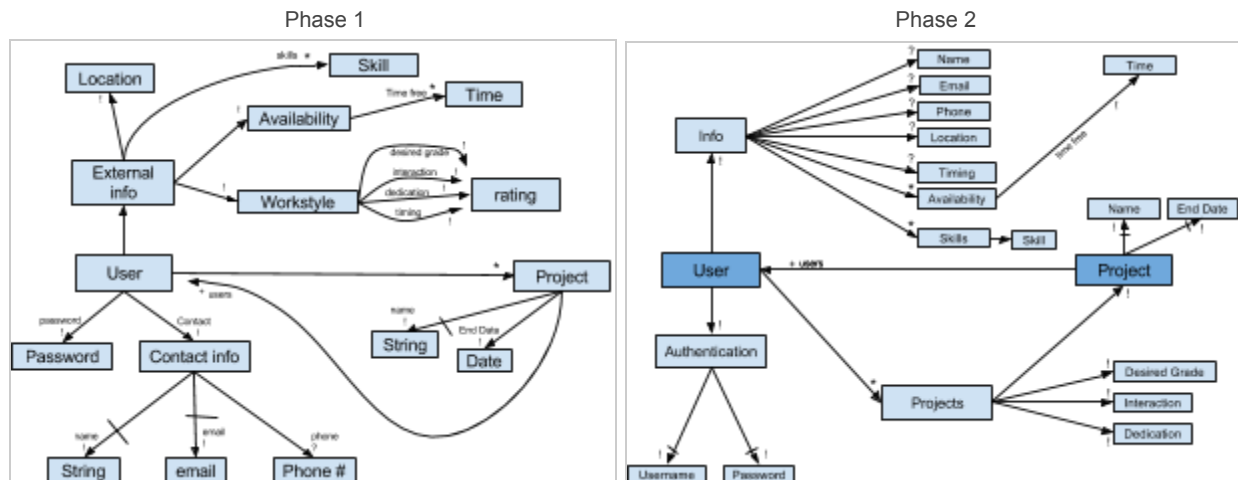 Phase 1
Phase 2
skills *
Skill
Location
!
Time free *
Time
!
Availability
External
info
!
Workstyle
desired grade !
interaction !
dedication !
timing !
rating
User
*
Project
+ users
password
!
Contact
!
name
!
End Date
!
Password
Contact info
String
Date
name
!
email
!
phone
?
String
email
Phone #
?
Name
?
Email
?
Phone
?
Location
?
Timing
*
Availability
*
Skills
Skill
Time
!
time free
Info
!
Name
!
End Date
!
User
+ users
Project
!
!
Authentication
*
Projects
!
Desired Grade
!
Interaction
!
Dedication
!
!
Username
Password